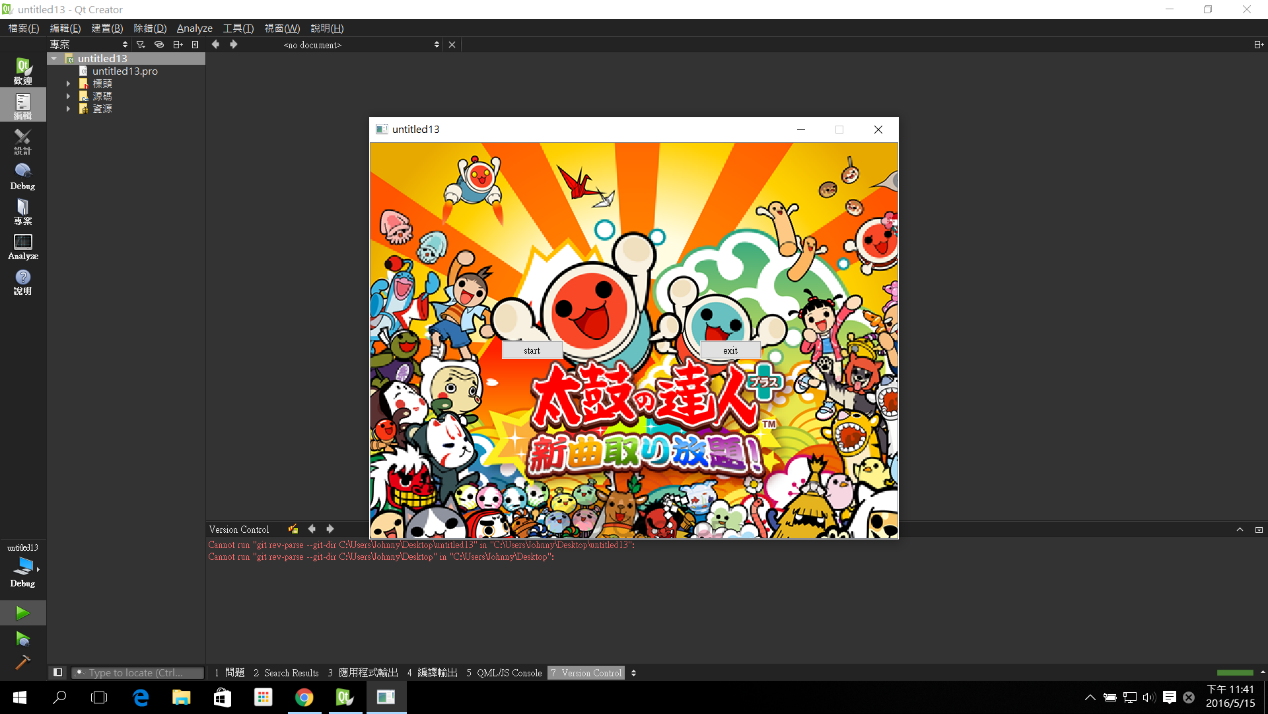 untitled13 - Qt Creator
檔案(F) 編輯(E) 建置(B) 除錯(D) Analyze 工具(T) 視窗(W) 說明(H)
專案
<no document>
untitled13
untitled13.pro
標頭
源碼
資源
歡迎
編輯
設計
Debug
專案
Analyze
說明
untitled13
start
exit
太鼓の達人
プラス
TM
新曲取り放題!
Version Control
Cannot run "git rev-parse --git-dir C:\Users\Johnny\Desktop\untitled13" in "C:\Users\Johnny\Desktop\untitled13":
Cannot run "git rev-parse --git-dir C:\Users\Johnny\Desktop" in "C:\Users\Johnny\Desktop":
untitled13
Debug
Type to locate (Ctrl...
1 問題 2 Search Results 3 應用程式輸出 4 編譯輸出 5 QML/JS Console 7 Version Control
下午 11:41
2016/5/15